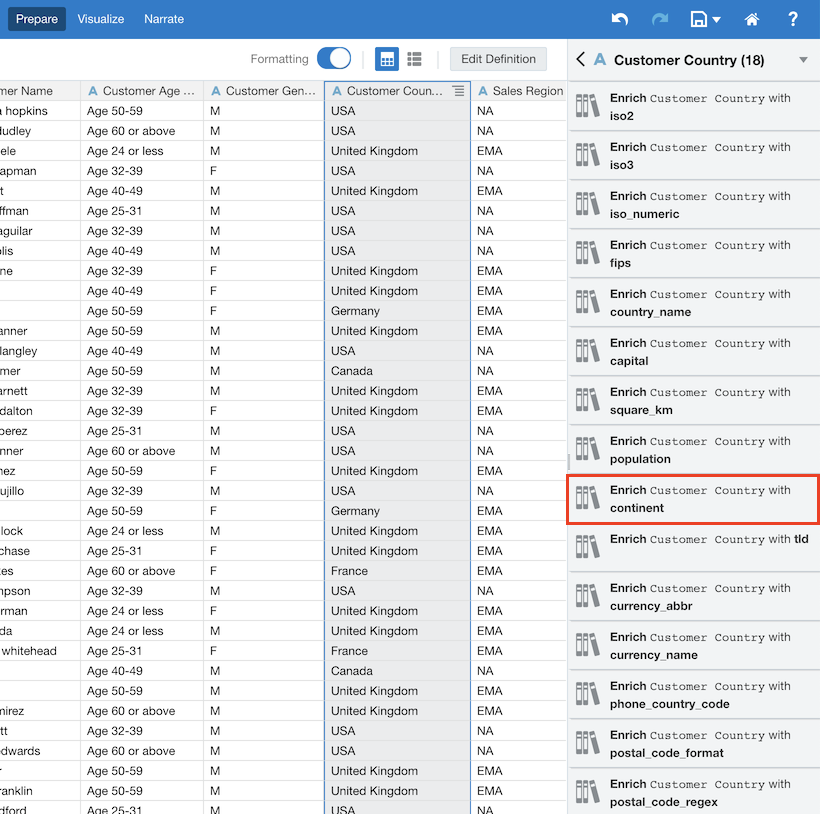 Prepare Visualize Narrate ?
Formatting Edit Definition
A Customer Country (18)
mer Name A Customer Age ... A Customer Gen... A Customer Coun... A Sales Region
a hopkins Age 50-59 M USA NA
dudley Age 60 or above M USA NA
ele Age 24 or less M United Kingdom EMA
apman Age 32-39 F USA NA
t Age 40-49 M United Kingdom EMA
ffman Age 25-31 M USA NA
aguilar Age 32-39 M USA NA
olis Age 40-49 M USA NA
ne Age 32-39 F United Kingdom EMA
Age 40-49 F United Kingdom EMA
Age 50-59 F Germany EMA
anner Age 50-59 M United Kingdom EMA
langley Age 40-49 M USA NA
mer Age 50-59 M Canada NA
arnett Age 32-39 M United Kingdom EMA
dalton Age 32-39 F United Kingdom EMA
perez Age 25-31 M USA NA
nner Age 60 or above M USA NA
nez Age 50-59 F United Kingdom EMA
ujillo Age 32-39 M USA NA
Age 50-59 F Germany EMA
lock Age 24 or less M United Kingdom EMA
chase Age 25-31 F United Kingdom EMA
kes Age 60 or above F France EMA
mpson Age 32-39 M USA NA
erman Age 24 or less F United Kingdom EMA
da Age 24 or less M United Kingdom EMA
whitehead Age 25-31 F France EMA
Age 40-49 M Canada NA
Age 50-59 M United Kingdom EMA
mirez Age 60 or above M United Kingdom EMA
tt Age 32-39 M USA NA
edwards Age 60 or above M USA NA
r Age 50-59 M United Kingdom EMA
ranklin Age 50-59 M United Kingdom EMA
dford Age 25-31 M USA NA
Enrich Customer Country with
iso2
Enrich Customer Country with
iso3
Enrich Customer Country with
iso_numeric
Enrich Customer Country with
fips
Enrich Customer Country with
country_name
Enrich Customer Country with
capital
Enrich Customer Country with
square_km
Enrich Customer Country with
population
Enrich Customer Country with
continent
Enrich Customer Country with tld
Enrich Customer Country with
currency_abbr
Enrich Customer Country with
currency_name
Enrich Customer Country with
phone_country_code
Enrich Customer Country with
postal_code_format
Enrich Customer Country with
postal_code_regex